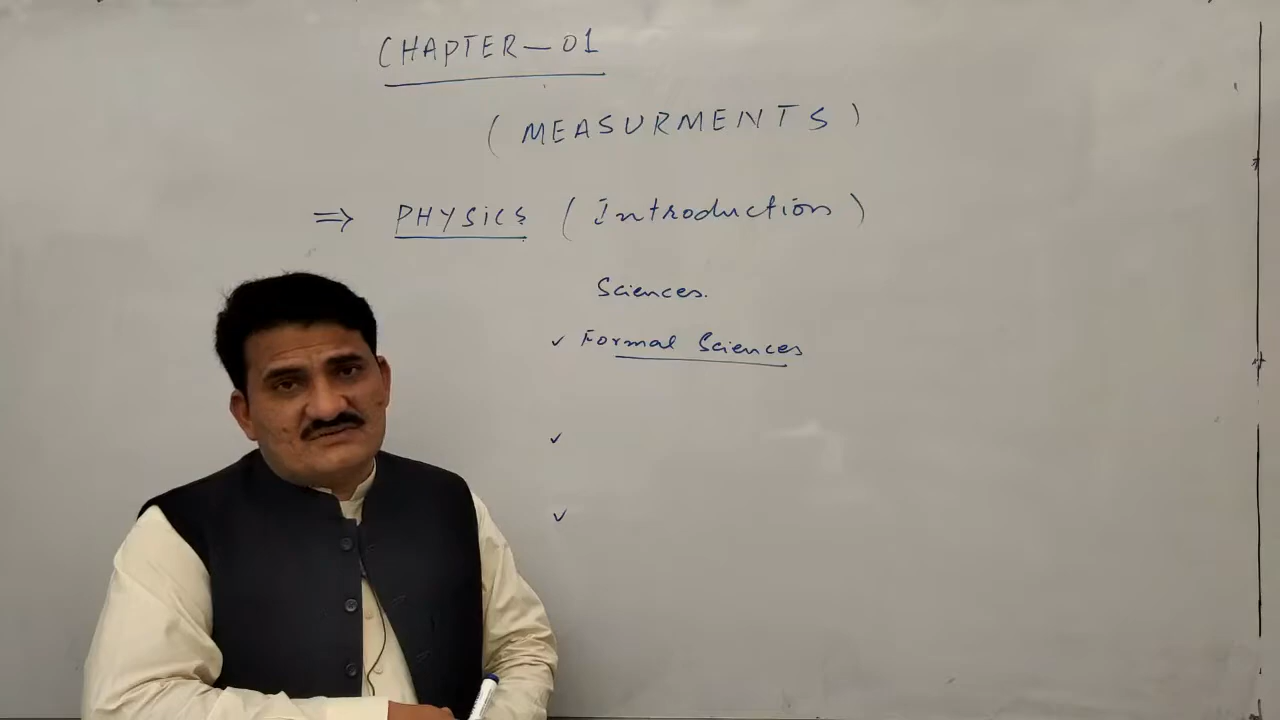 CHAPTER—01
(MEASURMENTS)
⇒ PHYSICS (Introduction)
Sciences.
✓ Formal Sciences
✓
✓